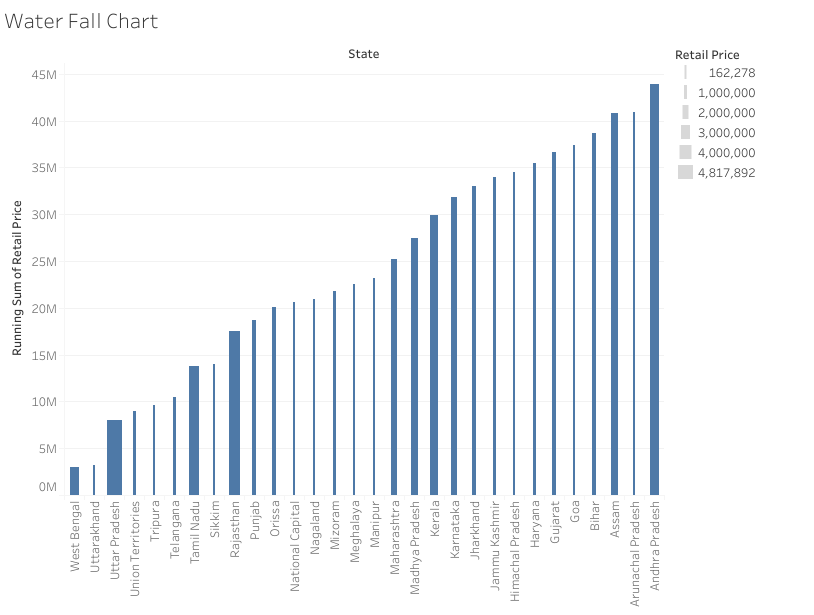 Water Fall Chart
State
Running Sum of Retail Price
45M
40M
35M
30M
25M
20M
15M
10M
5M
0M
West Bengal
Uttarakhand
Uttar Pradesh
Union Territories
Tripura
Telangana
Tamil Nadu
Sikkim
Rajasthan
Punjab
Orissa
National Capital
Nagaland
Mizoram
Meghalaya
Manipur
Maharashtra
Madhya Pradesh
Kerala
Karnataka
Jharkhand
Jammu Kashmir
Himachal Pradesh
Haryana
Gujarat
Goa
Bihar
Assam
Arunachal Pradesh
Andhra Pradesh
Retail Price
162,278
1,000,000
2,000,000
3,000,000
4,000,000
4,817,892